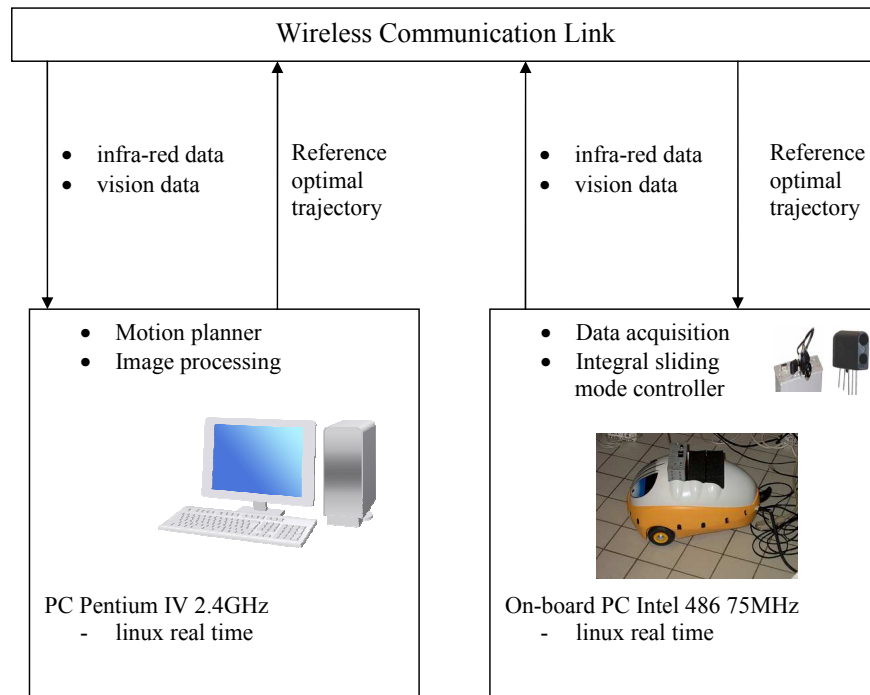 Wireless Communication Link
• infra-red data
• vision data
Reference
optimal
trajectory
• infra-red data
• vision data
Reference
optimal
trajectory
• Motion planner
• Image processing
PC Pentium IV 2.4GHz
- linux real time
• Data acquisition
• Integral sliding
mode controller
On-board PC Intel 486 75MHz
- linux real time